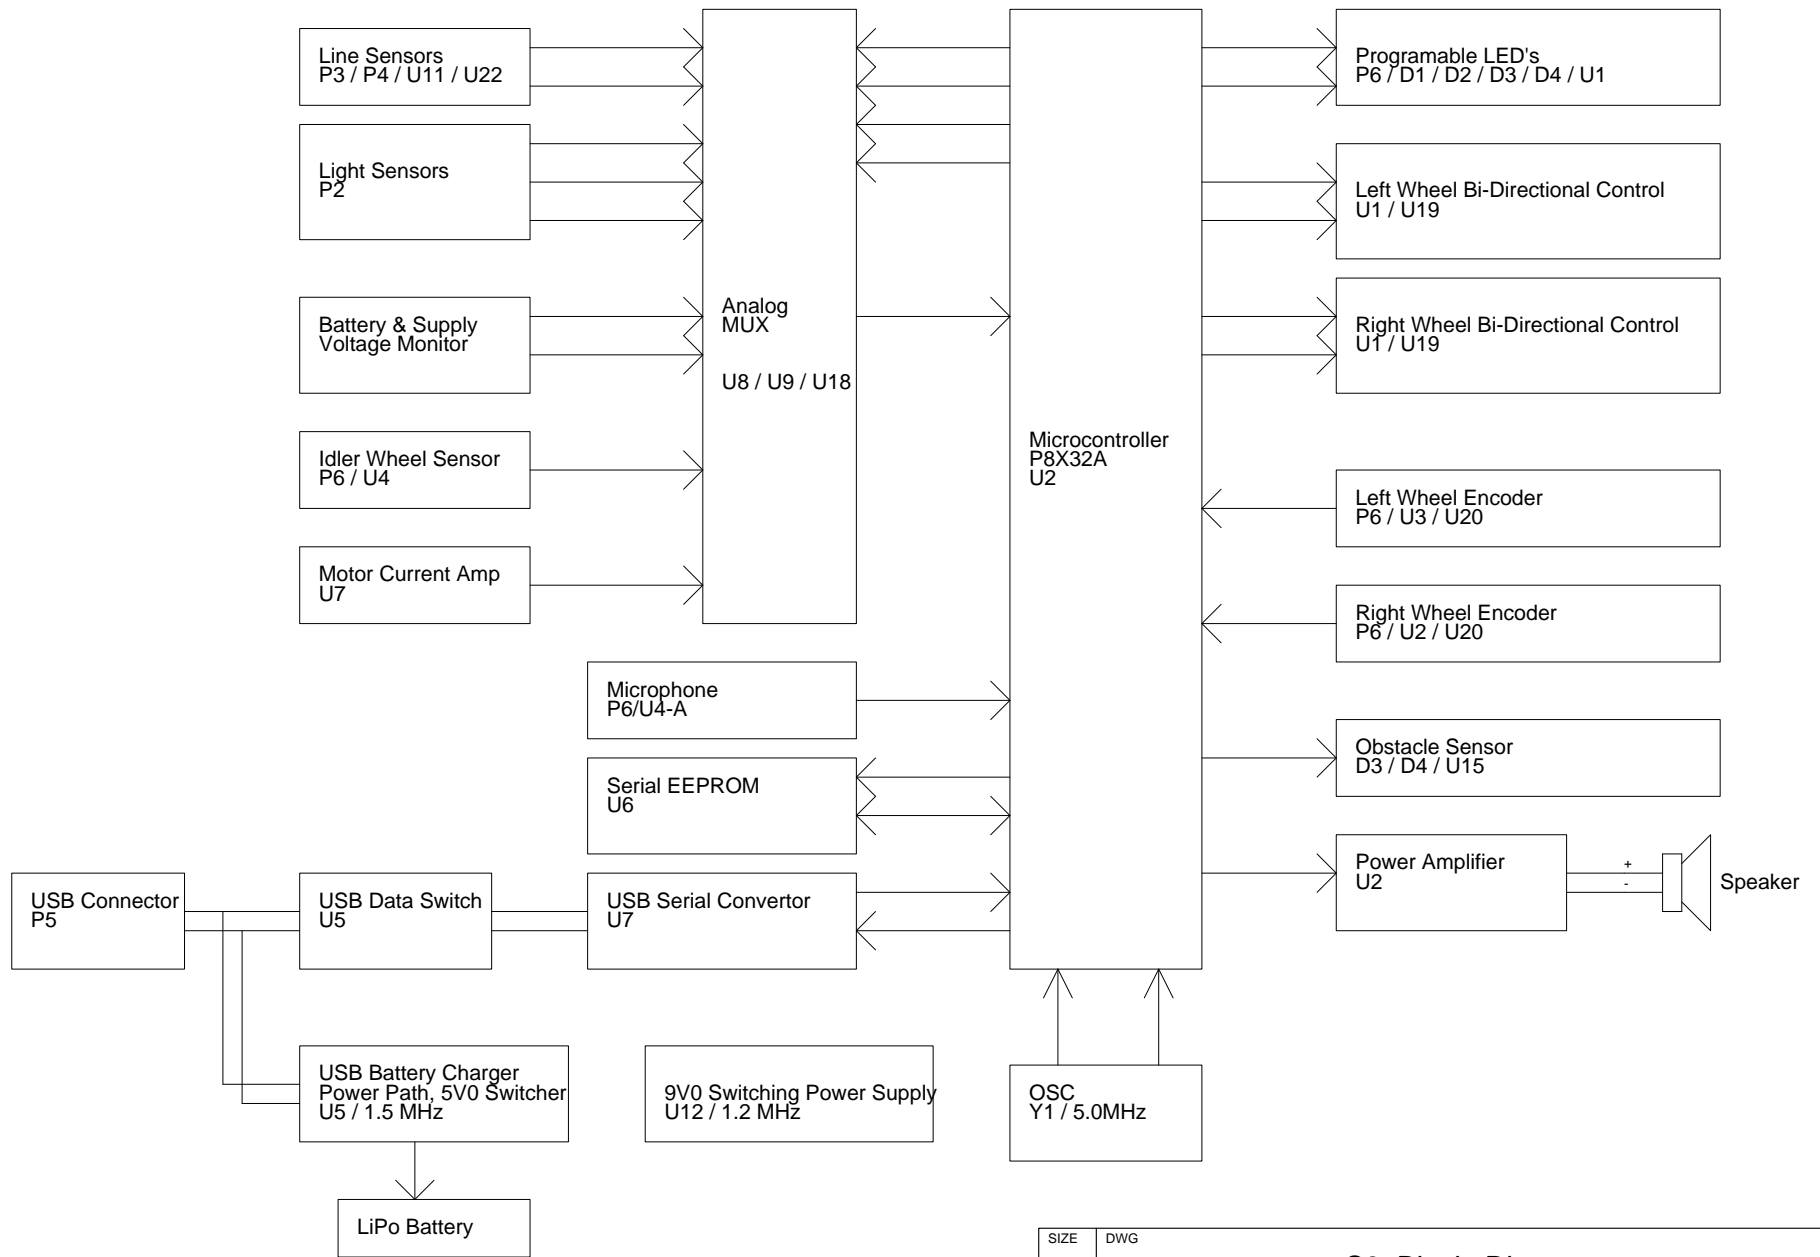 Line Sensors
P3 / P4 / U11 / U22
Light Sensors
P2
Battery & Supply
Voltage Monitor
Idler Wheel Sensor
P6 / U4
Motor Current Amp
U7
Analog
MUX
U8 / U9 / U18
Microcontroller
P8X32A
U2
Programable LED's
P6 / D1 / D2 / D3 / D4 / U1
Left Wheel Bi-Directional Control
U1 / U19
Right Wheel Bi-Directional Control
U1 / U19
Left Wheel Encoder
P6 / U3 / U20
Right Wheel Encoder
P6 / U2 / U20
Obstacle Sensor
D3 / D4 / U15
Power Amplifier
U2
+
-
Speaker
Microphone
P6/U4-A
Serial EEPROM
U6
USB Connector
P5
USB Data Switch
U5
USB Serial Convertor
U7
USB Battery Charger
Power Path, 5V0 Switcher
U5 / 1.5 MHz
9V0 Switching Power Supply
U12 / 1.2 MHz
OSC
Y1 / 5.0MHz
LiPo Battery
SIZE
DWG